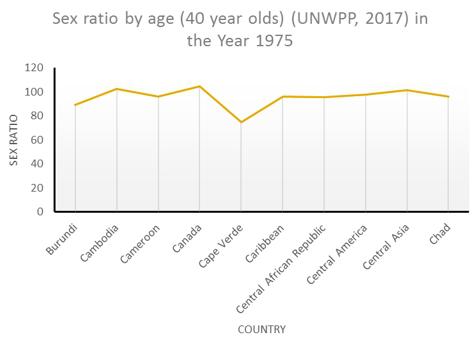 Sex ratio by age (40 year olds) (UNWPP, 2017) in
the Year 1975
120
100
80
60
40
20
0
SEX RATIO
Burundi
Cambodia
Cameroon
Canada
Cape Verde
Caribbean
Central African Republic
Central America
Central Asia
Chad
COUNTRY